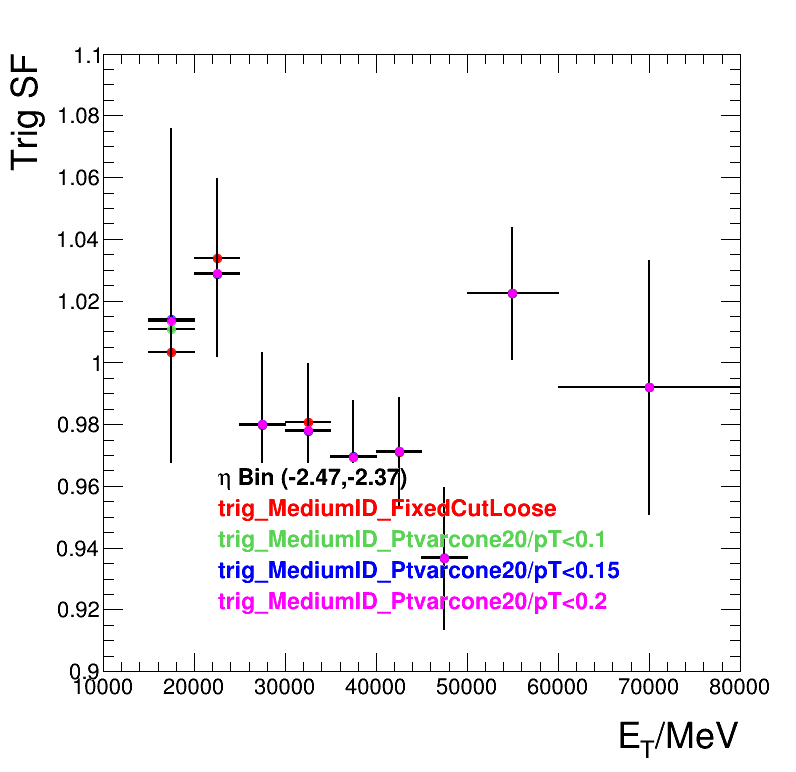 Trig SF
1.1
1.08
1.06
1.04
1.02
1
0.98
0.96
0.94
0.92
0.9
η Bin (-2.47,-2.37)
trig_MediumID_FixedCutLoose
trig_MediumID_Ptvarcone20/pT<0.1
trig_MediumID_Ptvarcone20/pT<0.15
trig_MediumID_Ptvarcone20/pT<0.2
10000 20000 30000 40000 50000 60000 70000 80000
E_T/MeV